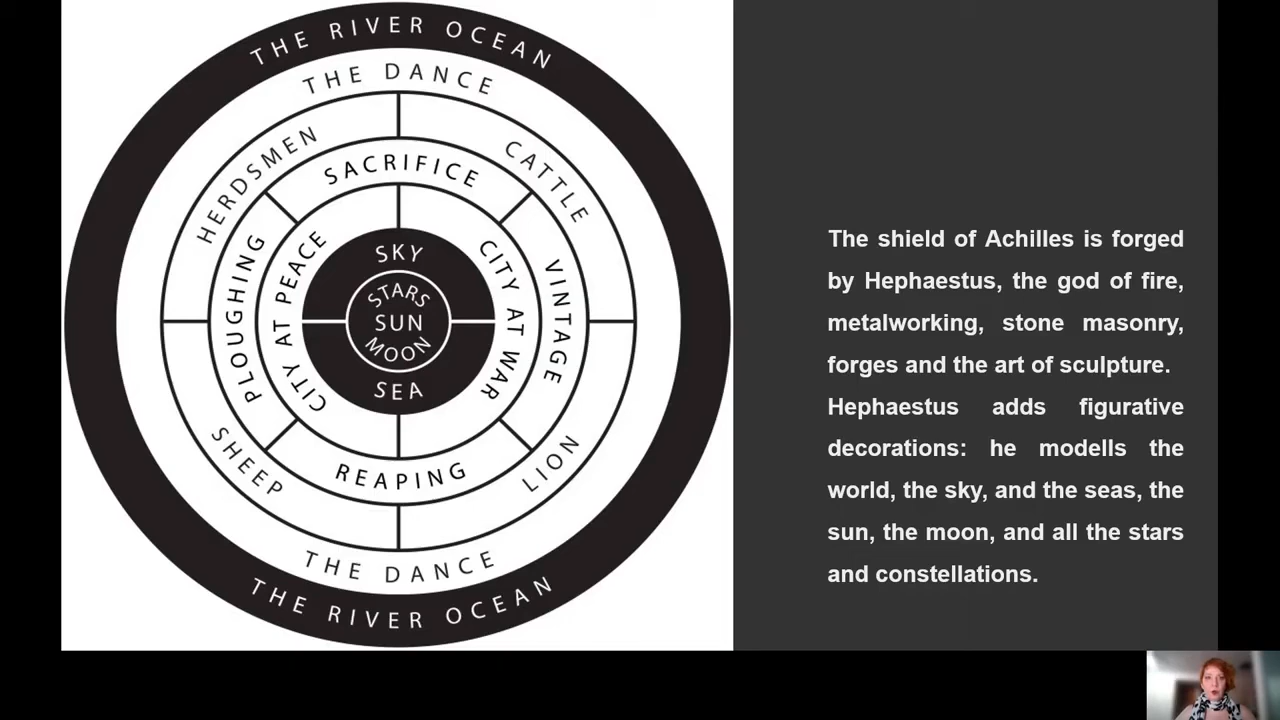 THE RIVER OCEAN
THE DANCE
HERDSMEN
CATTLE
SACRIFICE
PLOUGHING
CITY AT PEACE
SKY
STARS
SUN
MOON
SEA
CITY AT WAR
VINTAGE
SHEEP
REAPING
LION
THE DANCE
THE RIVER OCEAN
The shield of Achilles is forged
by Hephaestus, the god of fire,
metalworking, stone masonry,
forges and the art of sculpture.
Hephaestus adds figurative
decorations: he modells the
world, the sky, and the seas, the
sun, the moon, and all the stars
and constellations.